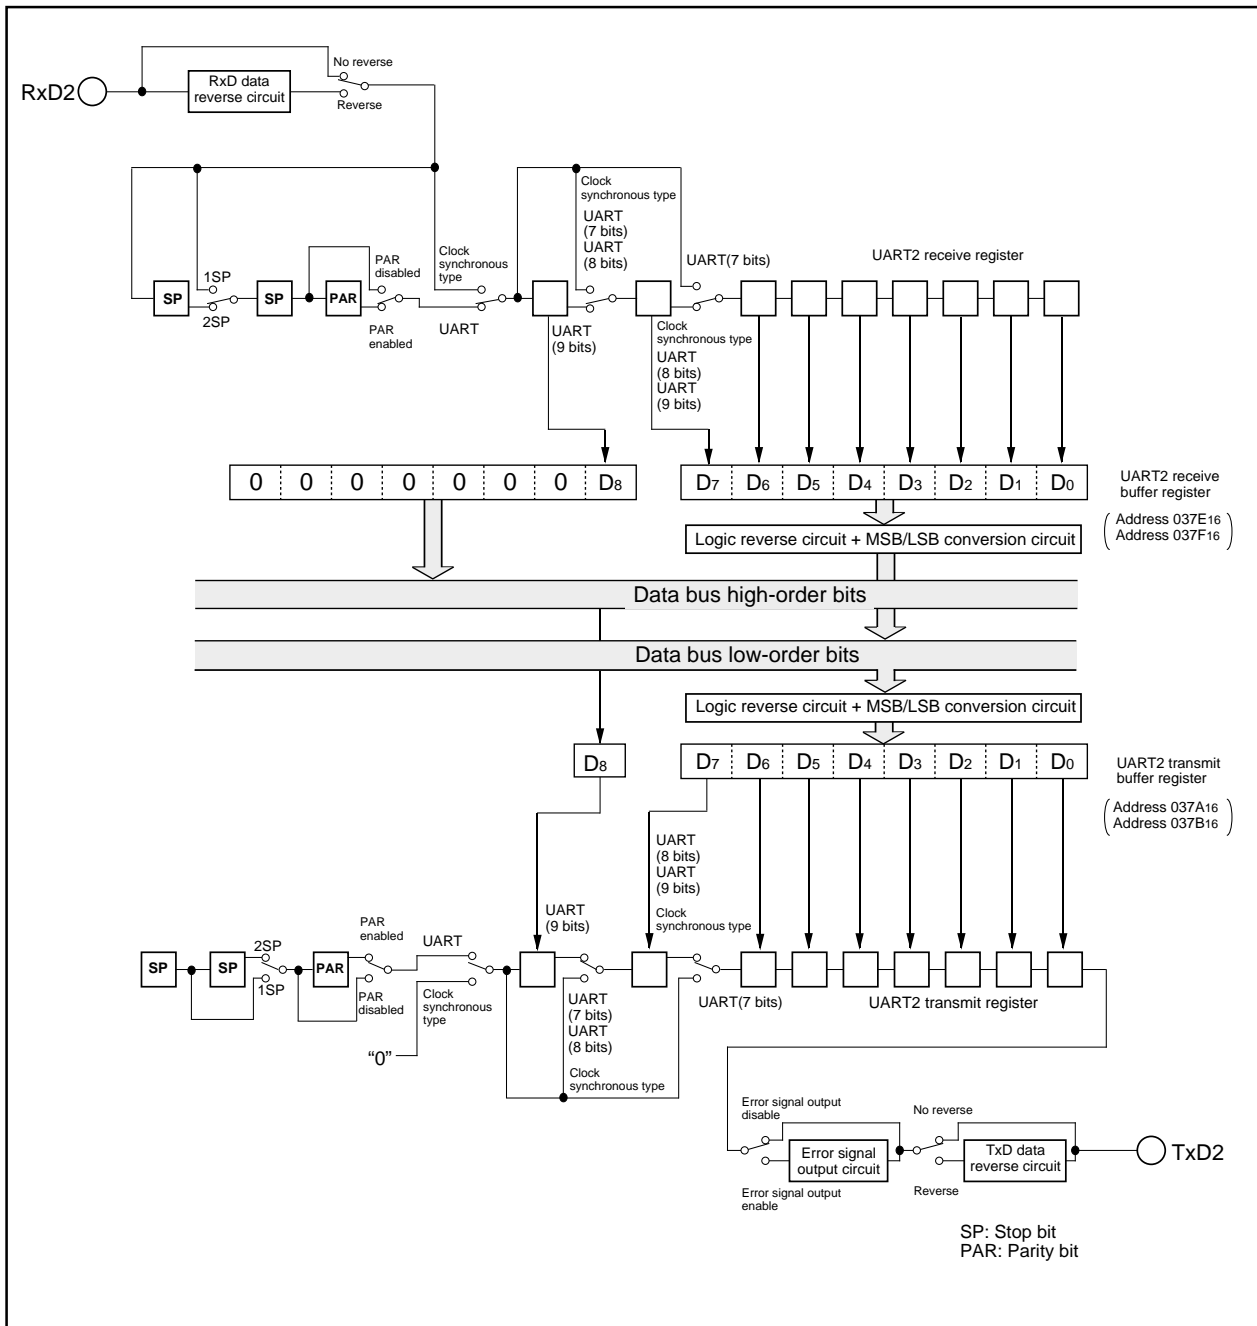 No reverse
RxD data
reverse circuit
RxD2
Reverse
Clock
synchronous type
UART
(7 bits)
UART
(8 bits)
UART(7 bits)
UART2 receive register
1SP
PAR
disabled
Clock
synchronous
type
SP
SP
PAR
2SP
PAR
enabled
UART
UART
(9 bits)
Clock
synchronous type
UART
(8 bits)
UART
(9 bits)
0 0 0 0 0 0 0 D8
D7 D6 D5 D4 D3 D2 D1 D0
UART2 receive
buffer register
Address 037E16
Address 037F16
Logic reverse circuit + MSB/LSB conversion circuit
Data bus high-order bits
Data bus low-order bits
Logic reverse circuit + MSB/LSB conversion circuit
D8
D7 D6 D5 D4 D3 D2 D1 D0
UART2 transmit
buffer register
Address 037A16
Address 037B16
UART
(8 bits)
UART
(9 bits)
Clock
synchronous type
UART
(9 bits)
PAR
enabled
UART
2SP
SP
SP
PAR
1SP
PAR
disabled
Clock
synchronous
type
"0"
UART
(7 bits)
UART
(8 bits)
Clock
synchronous type
UART(7 bits)
UART2 transmit register
Error signal output
disable
No reverse
Error signal
output circuit
TxD data
reverse circuit
TxD2
Error signal output
enable
Reverse
SP: Stop bit
PAR: Parity bit